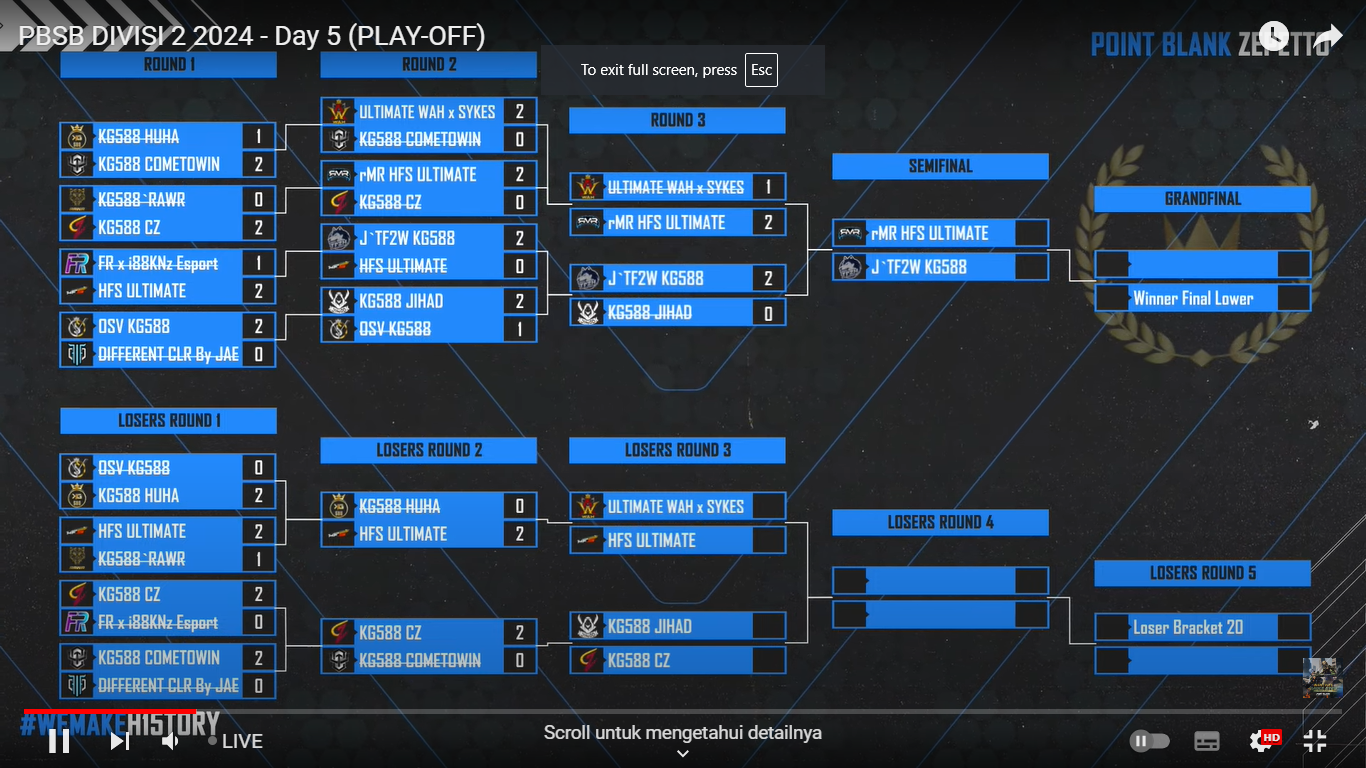 PBSB DIVISI 2 2024 - Day 5 (PLAY-OFF)
POINT BLANK ZEPETTO
To exit full screen, press Esc
ROUND 1
KG588 HUHA 1
KG588 COMETOWIN 2
KG588`RAWR 0
KG588 CZ 2
FR x i88KNz Esport 1
HFS ULTIMATE 2
OSV KG588 2
DIFFERENT CLR By JAE 0
ROUND 2
ULTIMATE WAH x SYKES 2
KG588 COMETOWIN 0
rMR HFS ULTIMATE 2
KG588 CZ 0
J`TF2W KG588 2
HFS ULTIMATE 0
KG588 JIHAD 2
OSV KG588 1
ROUND 3
ULTIMATE WAH x SYKES 1
rMR HFS ULTIMATE 2
J`TF2W KG588 2
KG588 JIHAD 0
SEMIFINAL
rMR HFS ULTIMATE
J`TF2W KG588
GRANDFINAL
Winner Final Lower
LOSERS ROUND 1
OSV KG588 0
KG588 HUHA 2
HFS ULTIMATE 2
KG588`RAWR 1
KG588 CZ 2
FR x i88KNz Esport 0
KG588 COMETOWIN 2
DIFFERENT CLR By JAE 0
LOSERS ROUND 2
KG588 HUHA 0
HFS ULTIMATE 2
KG588 CZ 2
KG588 COMETOWIN 0
LOSERS ROUND 3
ULTIMATE WAH x SYKES
HFS ULTIMATE
KG588 JIHAD
KG588 CZ
LOSERS ROUND 4
LOSERS ROUND 5
Loser Bracket 20
#WEMAKEH1STORY
LIVE
Scroll untuk mengetahui detailnya
HD